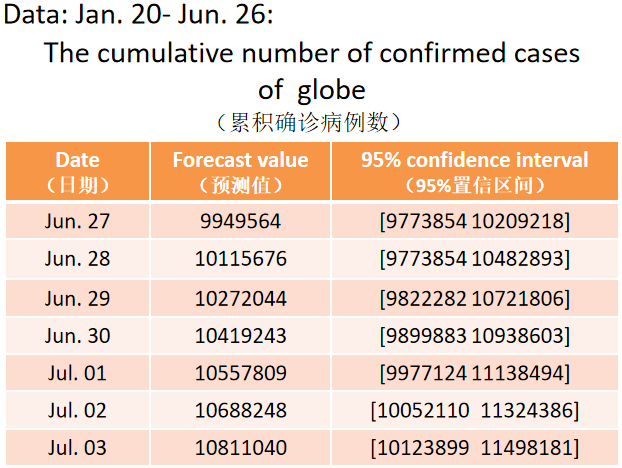 Data: Jan. 20- Jun. 26:
The cumulative number of confirmed cases
of globe
（累积确诊病例数）
Date Forecast value 95% confidence interval
（日期） （预测值） （95%置信区间）
Jun. 27 9949564 [9773854 10209218]
Jun. 28 10115676 [9773854 10482893]
Jun. 29 10272044 [9822282 10721806]
Jun. 30 10419243 [9899883 10938603]
Jul. 01 10557809 [9977124 11138494]
Jul. 02 10688248 [10052110 11324386]
Jul. 03 10811040 [10123899 11498181]